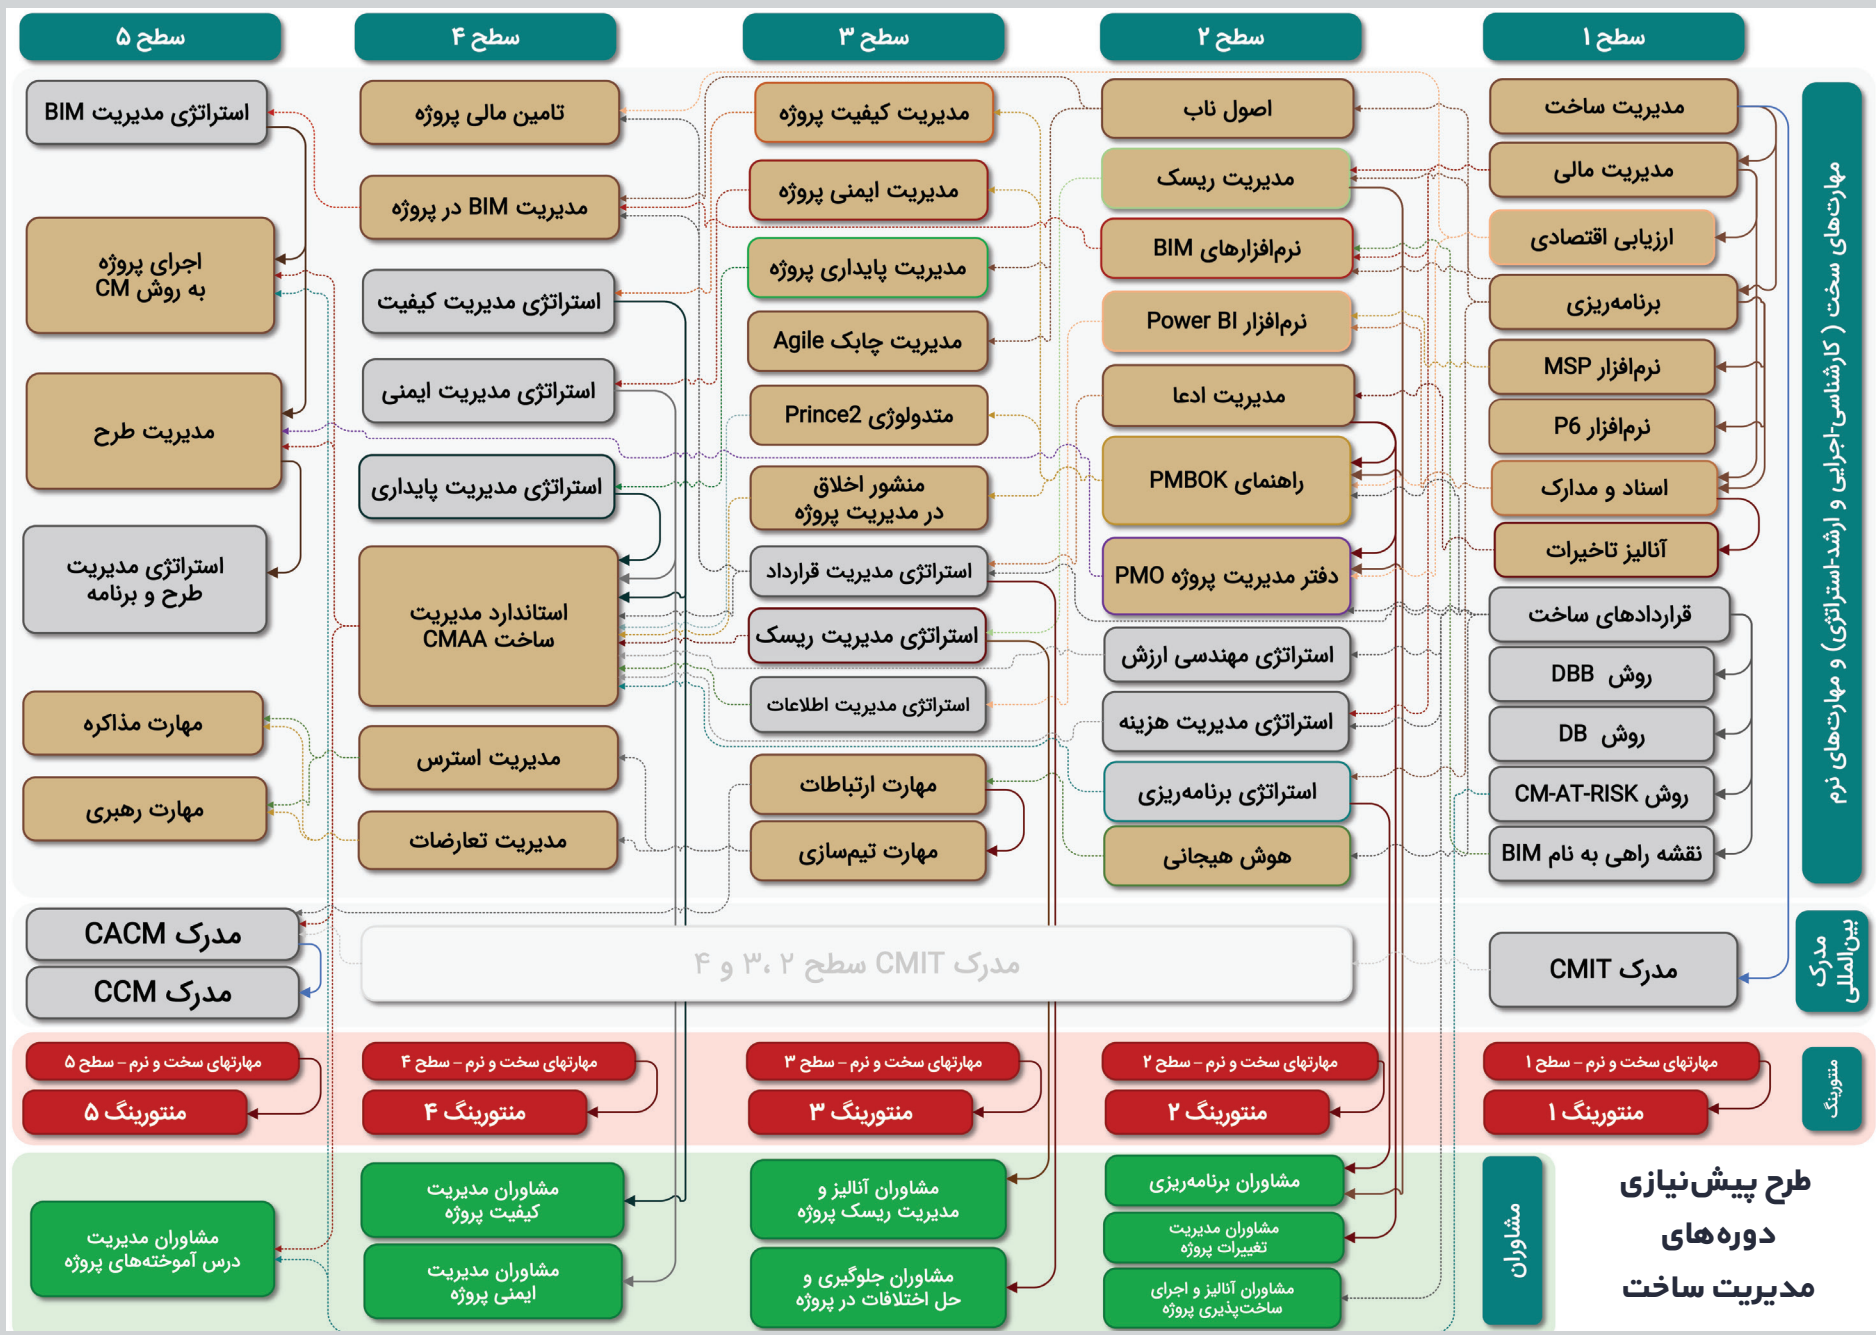 سطح ۱
سطح ۲
سطح ۳
سطح ۴
سطح ۵
مهارت‌های سخت ( کارشناسی-اجرایی و ارشد-استراتژی) و مهارت‌های نرم
مدیریت ساخت
مدیریت مالی
ارزیابی اقتصادی
برنامه‌ریزی
نرم‌افزار MSP
نرم‌افزار P6
اسناد و مدارک
آنالیز تاخیرات
قراردادهای ساخت
روش DBB
روش DB
روش CM-AT-RISK
نقشه راهی به نام BIM
اصول ناب
مدیریت ریسک
نرم‌افزارهای BIM
نرم‌افزار Power BI
مدیریت ادعا
راهنمای PMBOK
دفتر مدیریت پروژه PMO
استراتژی مهندسی ارزش
استراتژی مدیریت هزینه
استراتژی برنامه‌ریزی
هوش هیجانی
مدیریت کیفیت پروژه
مدیریت ایمنی پروژه
مدیریت پایداری پروژه
مدیریت چابک Agile
متدولوژی Prince2
منشور اخلاق
در مدیریت پروژه
استراتژی مدیریت قرارداد
استراتژی مدیریت ریسک
استراتژی مدیریت اطلاعات
مهارت ارتباطات
مهارت تیم‌سازی
تامین مالی پروژه
مدیریت BIM در پروژه
استراتژی مدیریت کیفیت
استراتژی مدیریت ایمنی
استراتژی مدیریت پایداری
استاندارد مدیریت
ساخت CMAA
مدیریت استرس
مدیریت تعارضات
استراتژی مدیریت BIM
اجرای پروژه
به روش CM
مدیریت طرح
استراتژی مدیریت
طرح و برنامه
مهارت مذاکره
مهارت رهبری
مدرک
بین‌المللی
مدرک CMIT
مدرک CMIT سطح ۲ ،۳ و ۴
مدرک CACM
مدرک CCM
منتورینگ
مهارتهای سخت و نرم – سطح ۱
منتورینگ ۱
مهارتهای سخت و نرم – سطح ۲
منتورینگ ۲
مهارتهای سخت و نرم – سطح ۳
منتورینگ ۳
مهارتهای سخت و نرم – سطح ۴
منتورینگ ۴
مهارتهای سخت و نرم – سطح ۵
منتورینگ ۵
طرح پیش‌نیازی
دوره‌های
مدیریت ساخت
مشاوران
مشاوران برنامه‌ریزی
مشاوران مدیریت
تغییرات پروژه
مشاوران آنالیز و اجرای
ساخت‌پذیری پروژه
مشاوران آنالیز و
مدیریت ریسک پروژه
مشاوران جلوگیری و
حل اختلافات در پروژه
مشاوران مدیریت
کیفیت پروژه
مشاوران مدیریت
ایمنی پروژه
مشاوران مدیریت
درس آموخته‌های پروژه